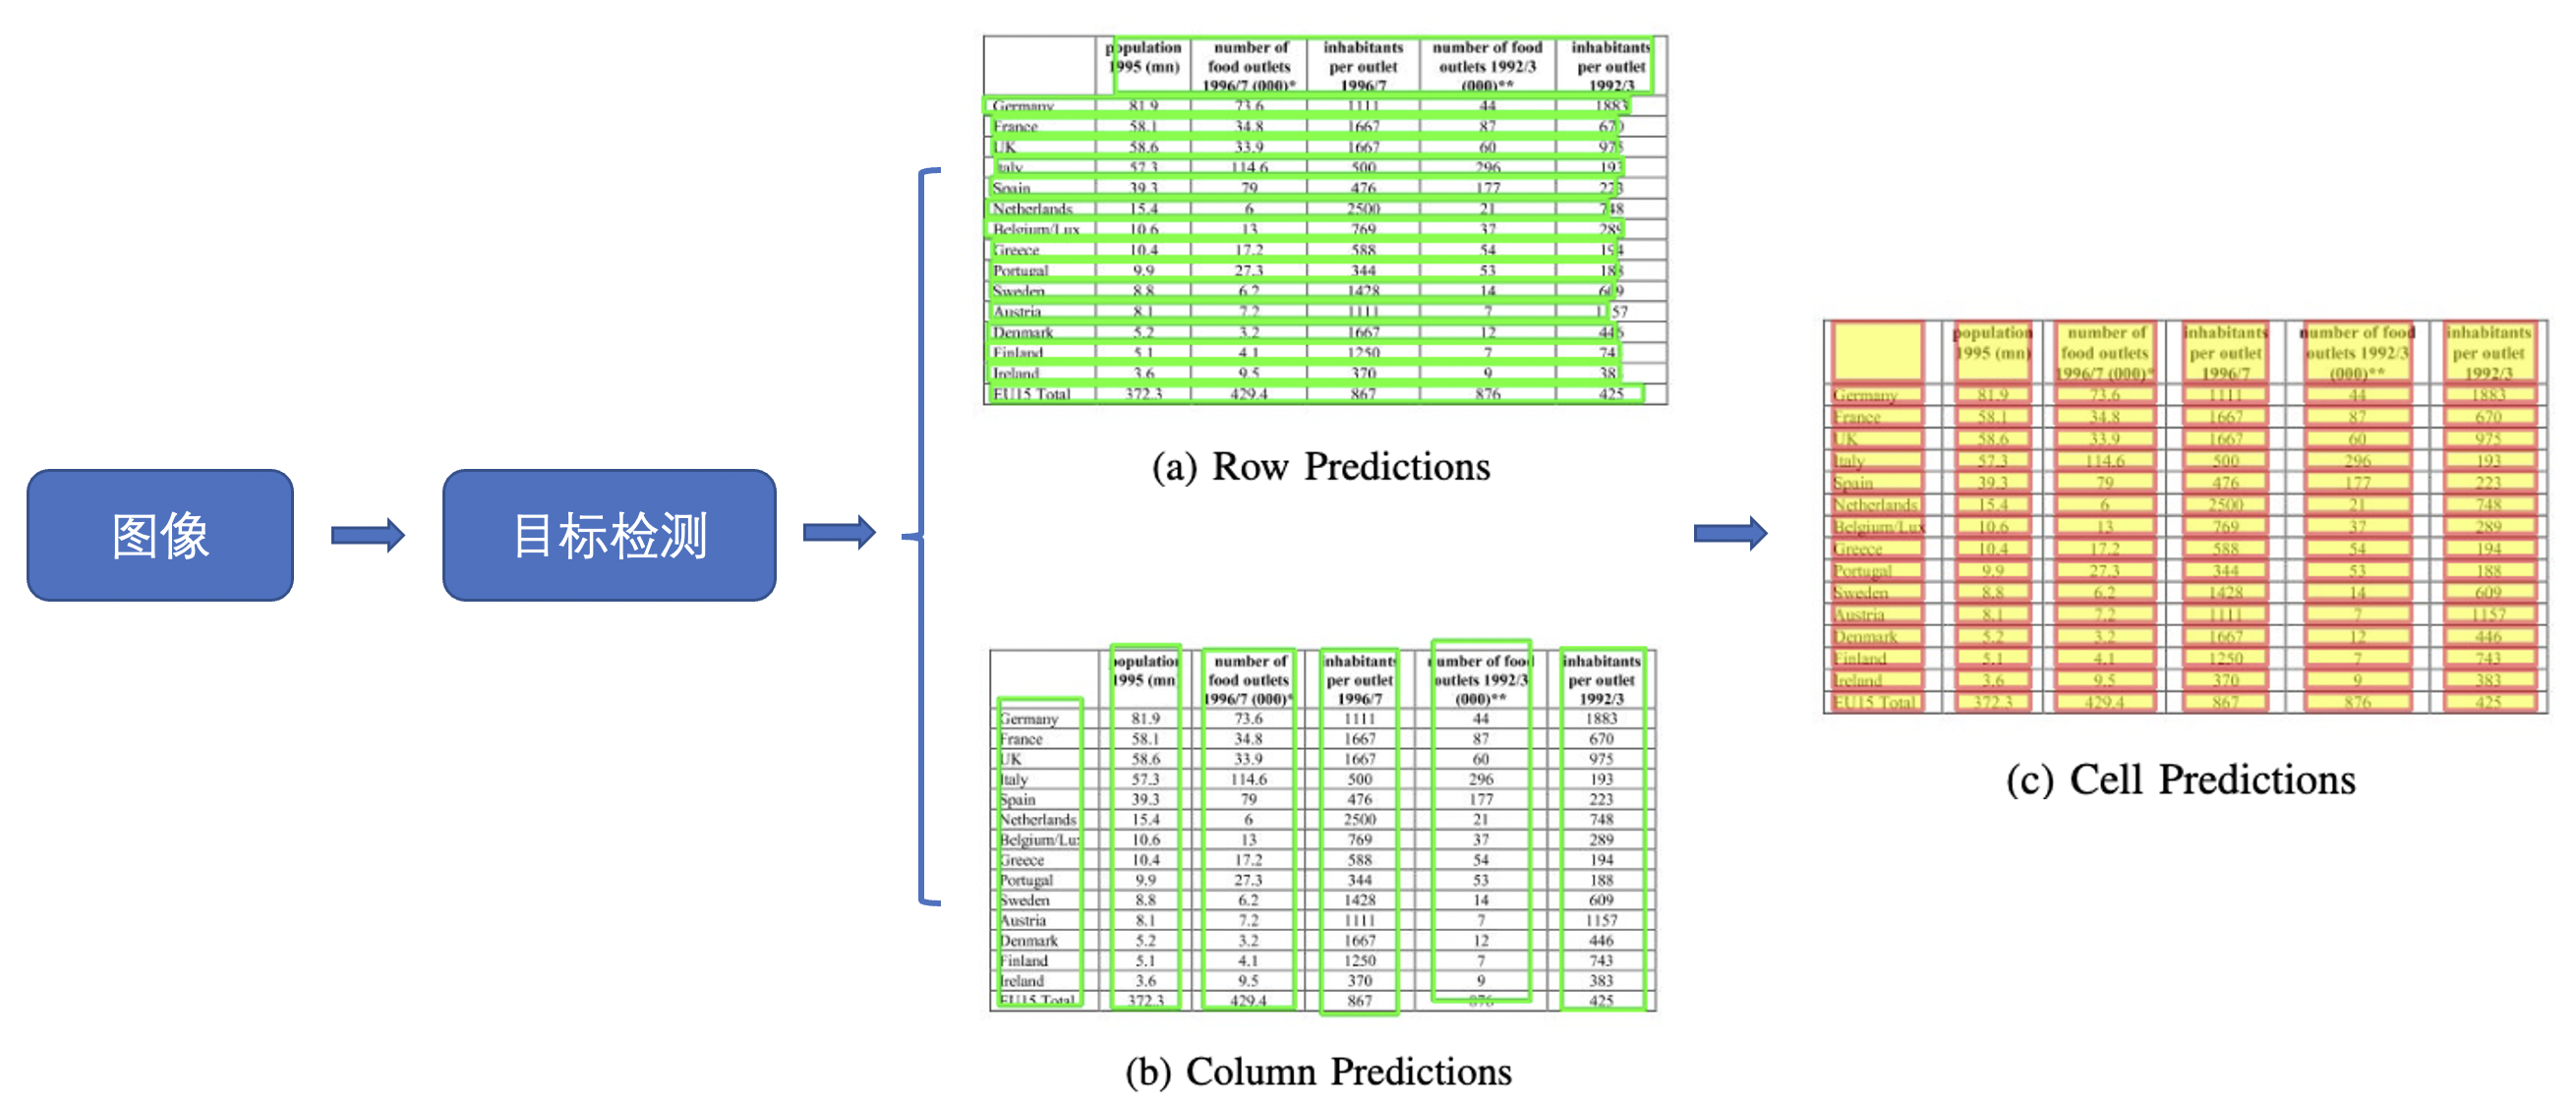 图像
目标检测
population number of inhabitants number of food inhabitants
1995 (mn) food outlets per outlet outlets 1992/3 per outlet
1996/7 (000)* 1996/7 (000)** 1992/3
Germany 81.9 73.6 1111 44 1883
France 58.1 34.8 1667 87 670
UK 58.6 33.9 1667 60 975
Italy 57.3 114.6 500 296 193
Spain 39.3 79 476 177 223
Netherlands 15.4 6 2500 21 748
Belgium/Lux 10.6 13 769 37 289
Greece 10.4 17.2 588 54 194
Portugal 9.9 27.3 344 53 188
Sweden 8.8 6.2 1428 14 609
Austria 8.1 7.2 1111 7 1157
Denmark 5.2 3.2 1667 12 446
Finland 5.1 4.1 1250 7 74
Ireland 3.6 9.5 370 9 38
EU15 Total 372.3 429.4 867 876 425
(a) Row Predictions
opulation number of nhabitants umber of food inhabitants
1995 (mn food outlets per outlet outlets 1992/3 per outlet
1996/7 (000)* 1996/7 (000)** 1992/3
Germany 81.9 73.6 1111 44 1883
France 58.1 34.8 1667 87 670
UK 58.6 33.9 1667 60 975
Italy 57.3 114.6 500 296 193
Spain 39.3 79 476 177 223
Netherlands 15.4 6 2500 21 748
Belgium/Lu 10.6 13 769 37 289
Greece 10.4 17.2 588 54 194
Portugal 9.9 27.3 344 53 188
Sweden 8.8 6.2 1428 14 609
Austria 8.1 7.2 1111 7 1157
Denmark 5.2 3.2 1667 12 446
Finland 5.1 4.1 1250 7 743
Ireland 3.6 9.5 370 9 383
EU15 Total 372.3 429.4 867 876 425
(b) Column Predictions
population number of inhabitants number of food inhabitants
1995 (mn) food outlets per outlet outlets 1992/3 per outlet
1996/7 (000)* 1996/7 (000)** 1992/3
Germany 81.9 73.6 1111 44 1883
France 58.1 34.8 1667 87 670
UK 58.6 33.9 1667 60 975
Italy 57.3 114.6 500 296 193
Spain 39.3 79 476 177 223
Netherlands 15.4 6 2500 21 748
Belgium/Lux 10.6 13 769 37 289
Greece 10.4 17.2 588 54 194
Portugal 9.9 27.3 344 53 188
Sweden 8.8 6.2 1428 14 609
Austria 8.1 7.2 1111 7 1157
Denmark 5.2 3.2 1667 12 446
Finland 5.1 4.1 1250 7 743
Ireland 3.6 9.5 370 9 383
EU15 Total 372.3 429.4 867 876 425
(c) Cell Predictions